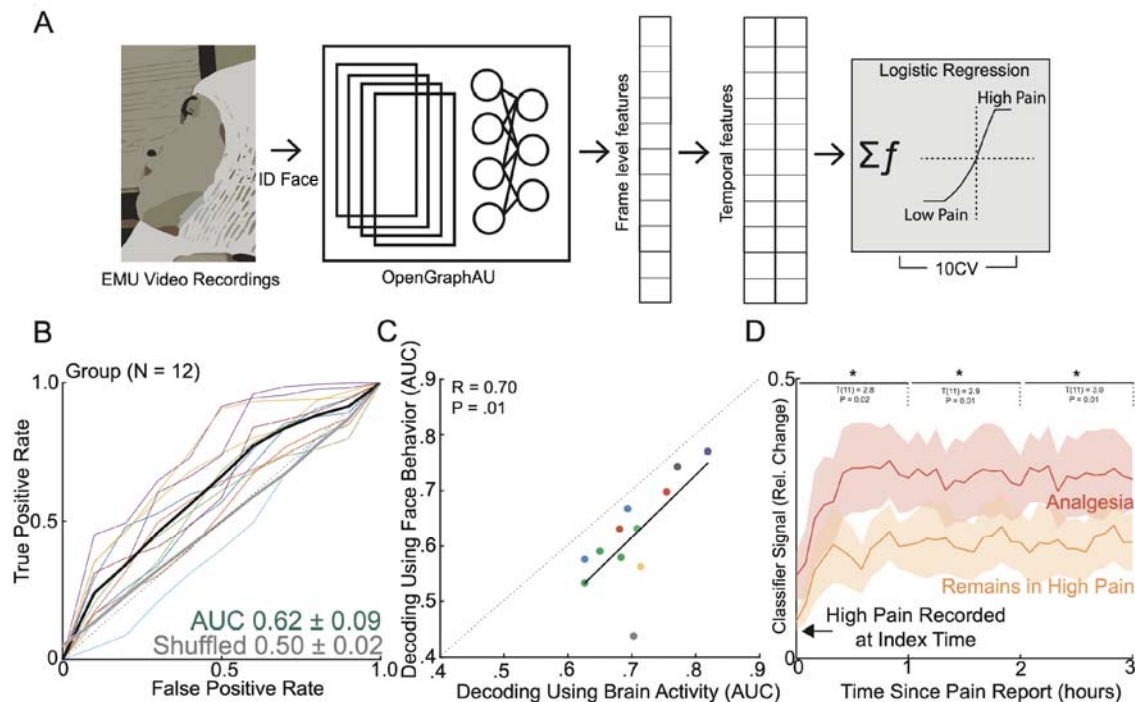 A
EMU Video Recordings
ID Face
OpenGraphAU
Frame level features
Temporal features
Logistic Regression
High Pain
Σf
Low Pain
10CV
B
Group (N = 12)
1.0
0.5
0
True Positive Rate
AUC 0.62 ± 0.09
Shuffled 0.50 ± 0.02
0
0.5
1.0
False Positive Rate
C
Decoding Using Face Behavior (AUC)
.9
R = 0.70
P = .01
.8
.7
.6
.5
.4
.4
.5
.6
.7
.8
.9
Decoding Using Brain Activity (AUC)
D
Classifier Signal (Rel. Change)
0.5
0
* * *
T(11) = 2.8
P = 0.02
T(11) = 2.9
P = 0.01
T(11) = 3.0
P = 0.01
Analgesia
Remains in High Pain
High Pain Recorded
at Index Time
0
1
2
3
Time Since Pain Report (hours)